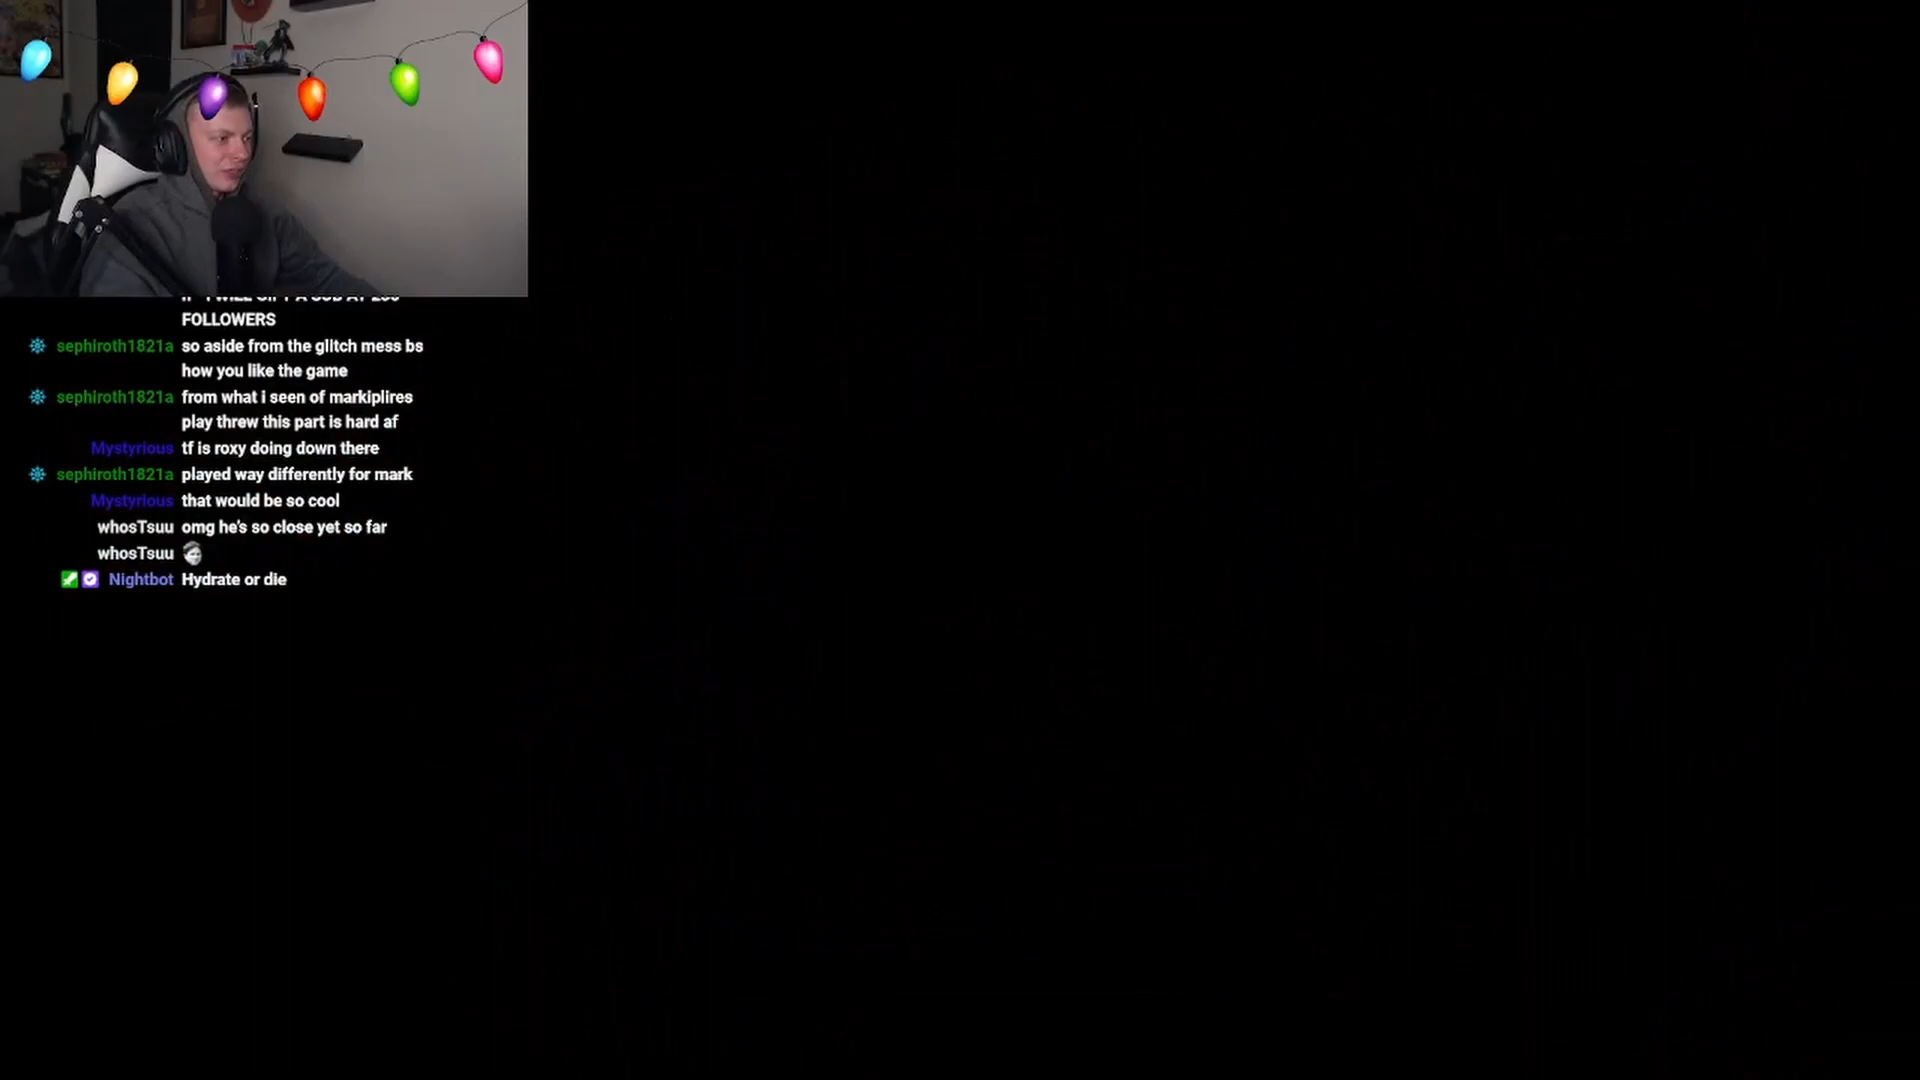 FOLLOWERS
sephiroth1821a so aside from the glitch mess bs
how you like the game
sephiroth1821a from what i seen of markiplires
play threw this part is hard af
Mystyrious tf is roxy doing down there
sephiroth1821a played way differently for mark
Mystyrious that would be so cool
whosTsuu omg he's so close yet so far
whosTsuu
Nightbot Hydrate or die